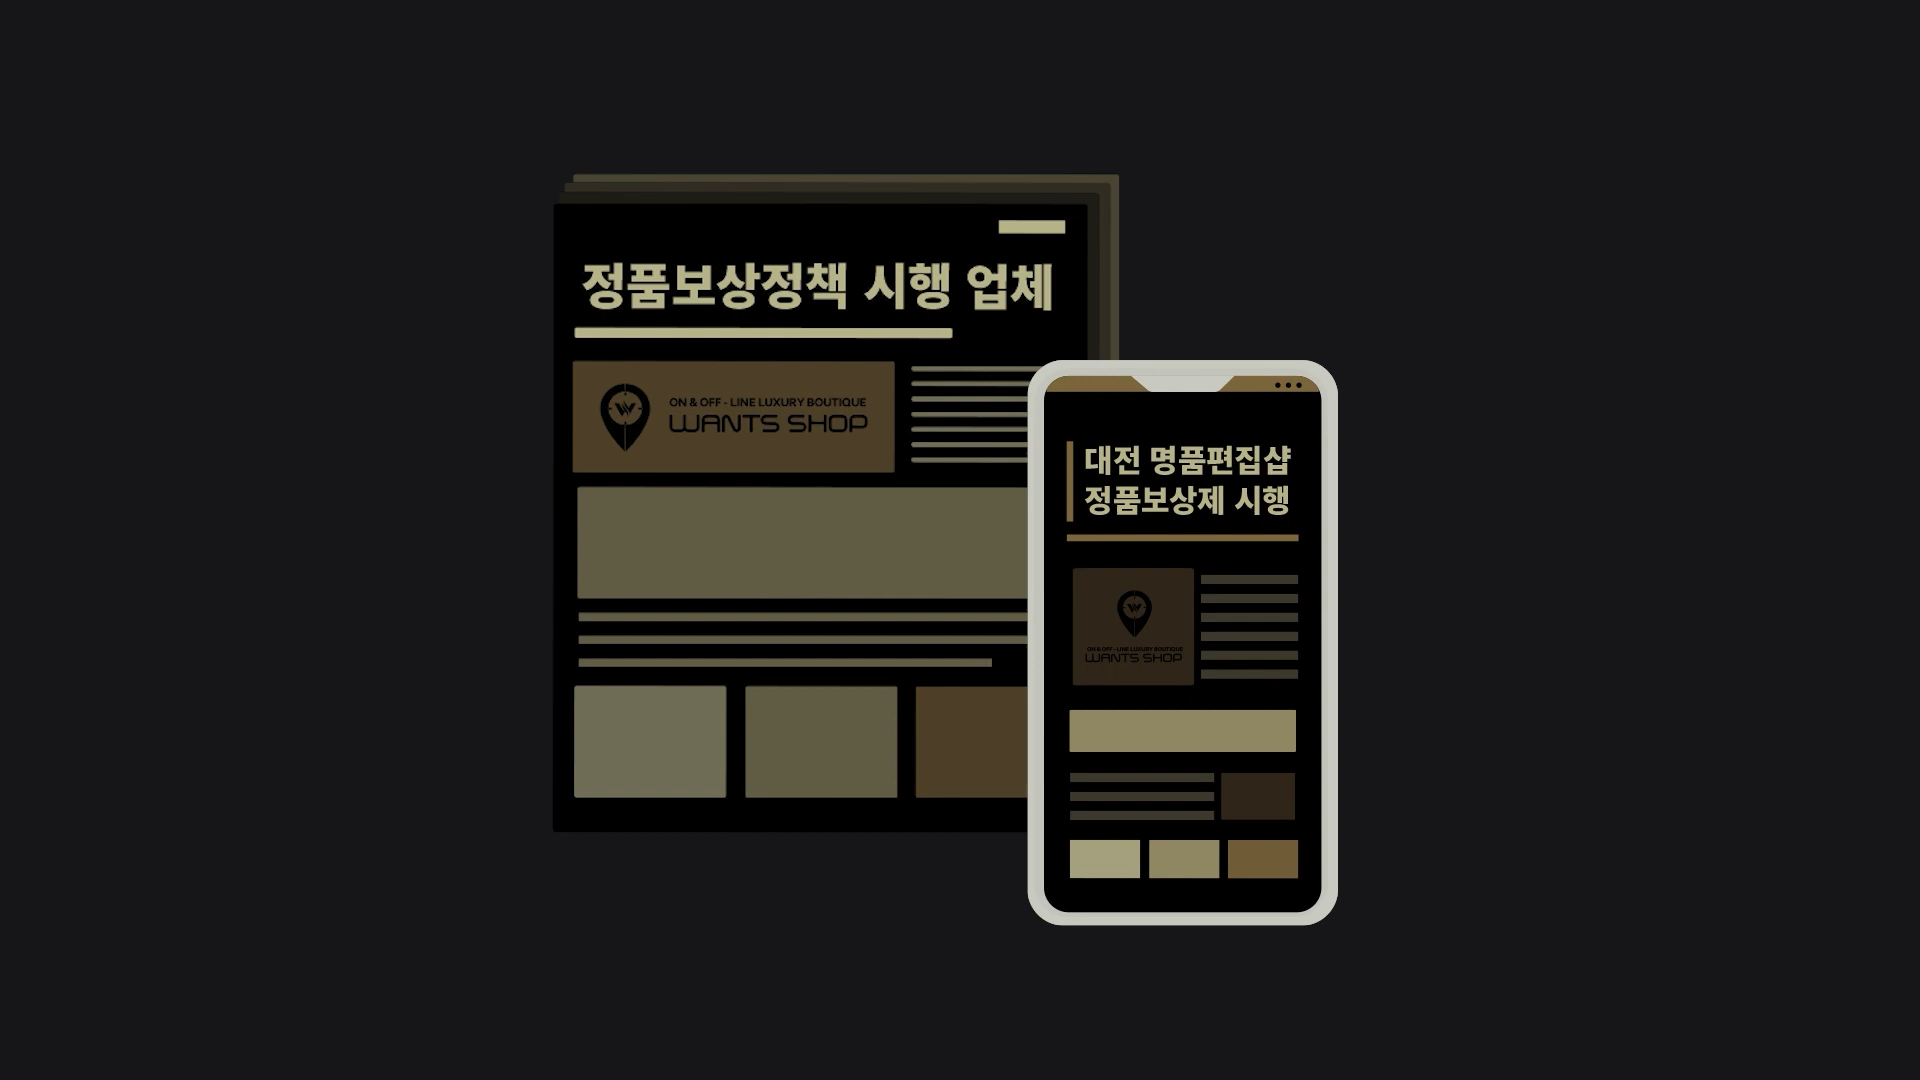 정품보상정책 시행 업체
ON & OFF - LINE LUXURY BOUTIQUE
WANTS SHOP
대전 명품편집샵
정품보상제 시행
ON & OFF - LINE LUXURY BOUTIQUE
WANTS SHOP